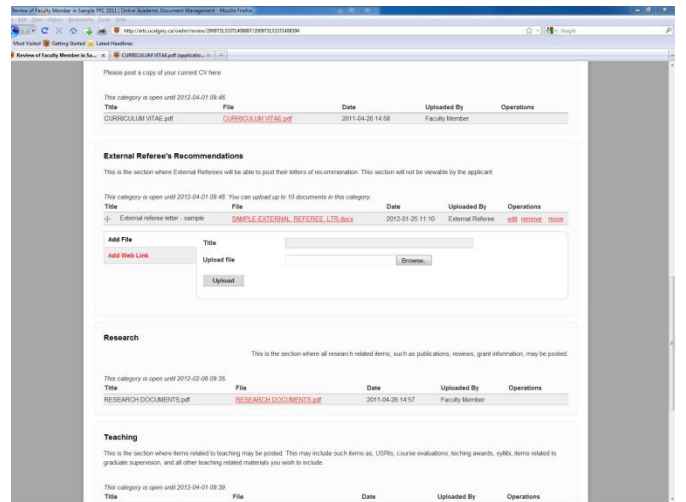 Review of Faculty Member in Sample FPC 2011 | Online Academic Document Management - Mozilla Firefox
File Edit View History Bookmarks Tools Help
Google
Most Visited Getting Started Latest Headlines
Review of Faculty Member in Sa... CURRICULUM VITAE.pdf (applicatio...
Please post a copy of your current CV here
This category is open until 2012-04-01 09:46.
Title File Date Uploaded By Operations
CURRICULUM VITAE.pdf CURRICULUM VITAE.pdf 2011-04-26 14:58 Faculty Member
External Referee's Recommendations
This is the section where External Referees will be able to post their letters of recommenation. This section will not be viewable by the applicant.
This category is open until 2012-04-01 09:48. You can upload up to 10 documents in this category.
Title File Date Uploaded By Operations
External referee letter - sample SAMPLE-EXTERNAL_REFEREE_LTR.docx 2012-01-25 11:10 External Referee edit remove move
Add File
Add Web Link
Title
Upload file Browse...
Upload
Research
This is the section where all research related items, such as publications, reviews, grant information, may be posted.
This category is open until 2012-02-08 09:35.
Title File Date Uploaded By Operations
RESEARCH DOCUMENTS.pdf RESEARCH DOCUMENTS.pdf 2011-04-26 14:57 Faculty Member
Teaching
This is the section where items related to teaching may be posted. This may include such items as, USRIs, course evaluations, teching awards, syllbi, items related to
graduate supervision, and all other teaching related materials you wish to include.
This category is open until 2012-04-01 09:39.
Title File Date Uploaded By Operations